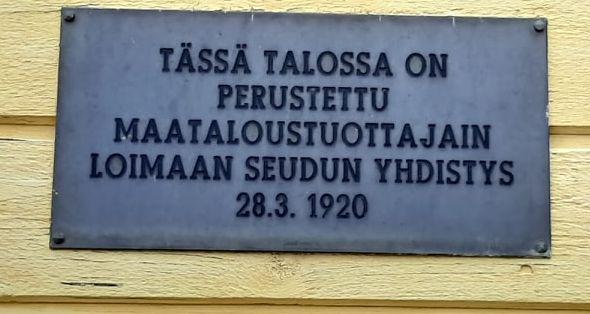 TÄSSÄ TALOSSA ON
PERUSTETTU
MAATALOUSTUOTTAJAIN
LOIMAAN SEUDUN YHDISTYS
28.3. 1920